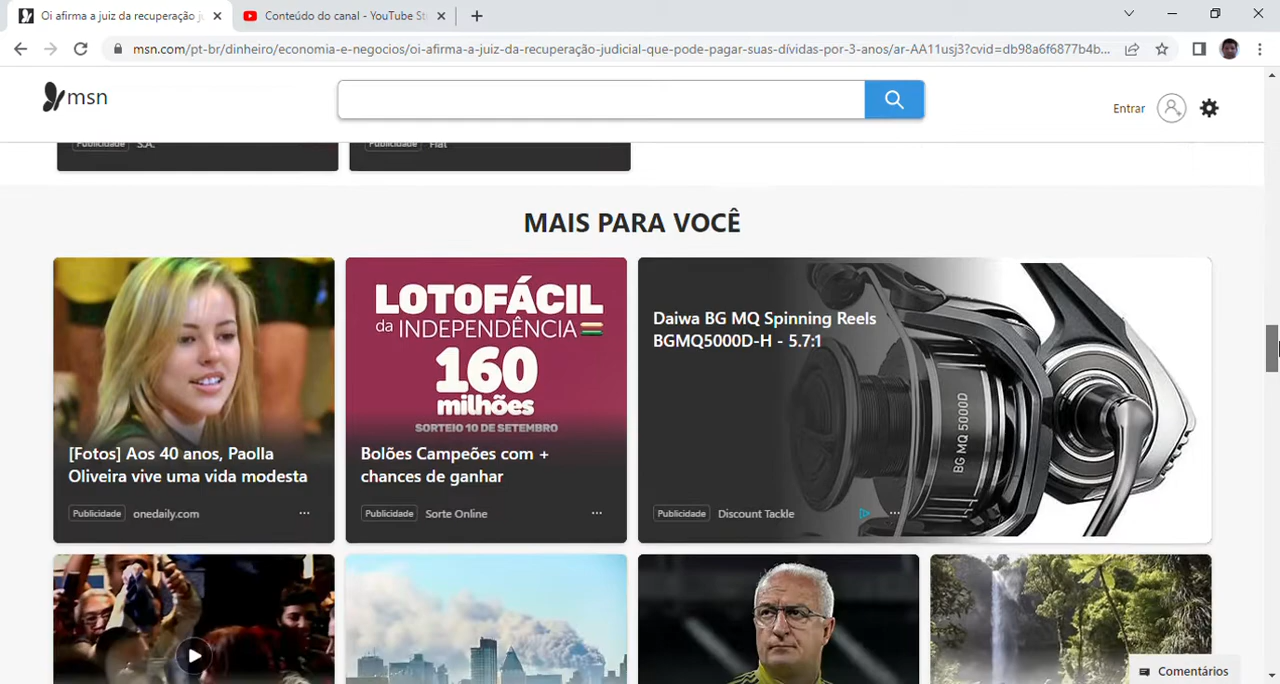 Oi afirma a juiz da recuperação ju
Conteúdo do canal - YouTube St
msn.com/pt-br/dinheiro/economia-e-negocios/oi-afirma-a-juiz-da-recuperação-judicial-que-pode-pagar-suas-dívidas-por-3-anos/ar-AA11usj3?cvid=db98a6f6877b4b...
msn
Entrar
Publicidade S.A.
Publicidade Fiat
MAIS PARA VOCÊ
[Fotos] Aos 40 anos, Paolla
Oliveira vive uma vida modesta
Publicidade onedaily.com
LOTOFÁCIL
da INDEPENDÊNCIA
160
milhões
SORTEIO 10 DE SETEMBRO
Bolões Campeões com +
chances de ganhar
Publicidade Sorte Online
Daiwa BG MQ Spinning Reels
BGMQ5000D-H - 5.7:1
BG MQ 5000D
Publicidade Discount Tackle
Comentários